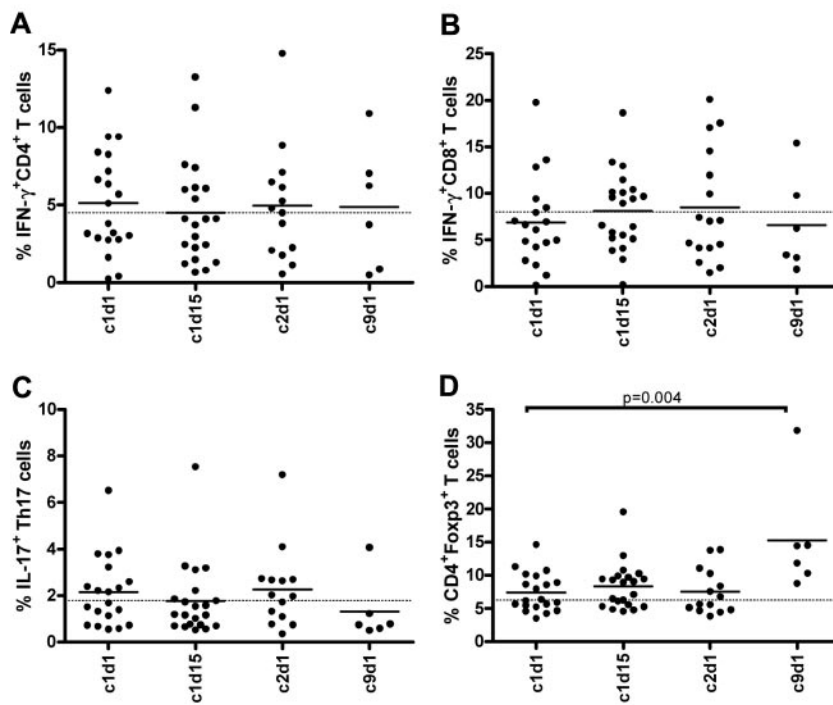 A
% IFN-γ⁺CD4⁺ T cells
15
10
5
0
c1d1
c1d15
c2d1
c9d1
B
% IFN-γ⁺CD8⁺ T cells
25
20
15
10
5
0
c1d1
c1d15
c2d1
c9d1
C
% IL-17⁺ Th17 cells
10
8
6
4
2
0
c1d1
c1d15
c2d1
c9d1
D
p=0.004
% CD4⁺Foxp3⁺ T cells
35
30
25
20
15
10
5
0
c1d1
c1d15
c2d1
c9d1